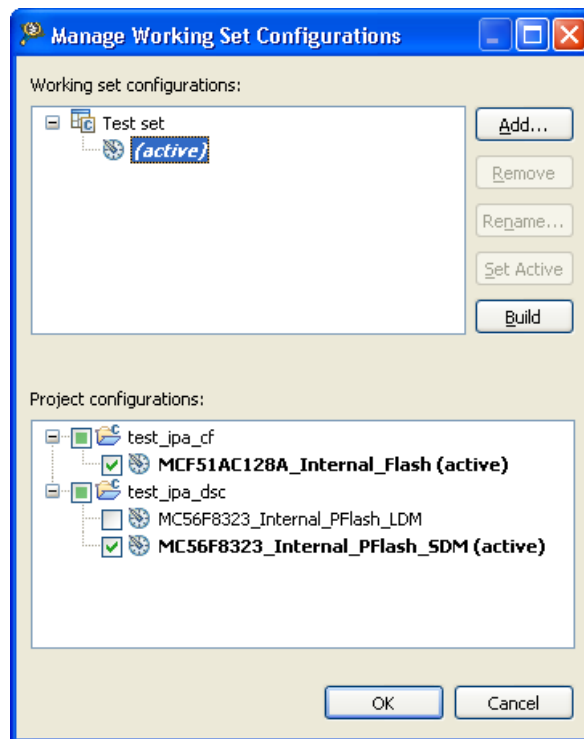 Manage Working Set Configurations
Working set configurations:
Test set
(active)
Add...
Remove
Rename...
Set Active
Build
Project configurations:
test_ipa_cf
MCF51AC128A_Internal_Flash (active)
test_ipa_dsc
MC56F8323_Internal_PFlash_LDM
MC56F8323_Internal_PFlash_SDM (active)
OK
Cancel